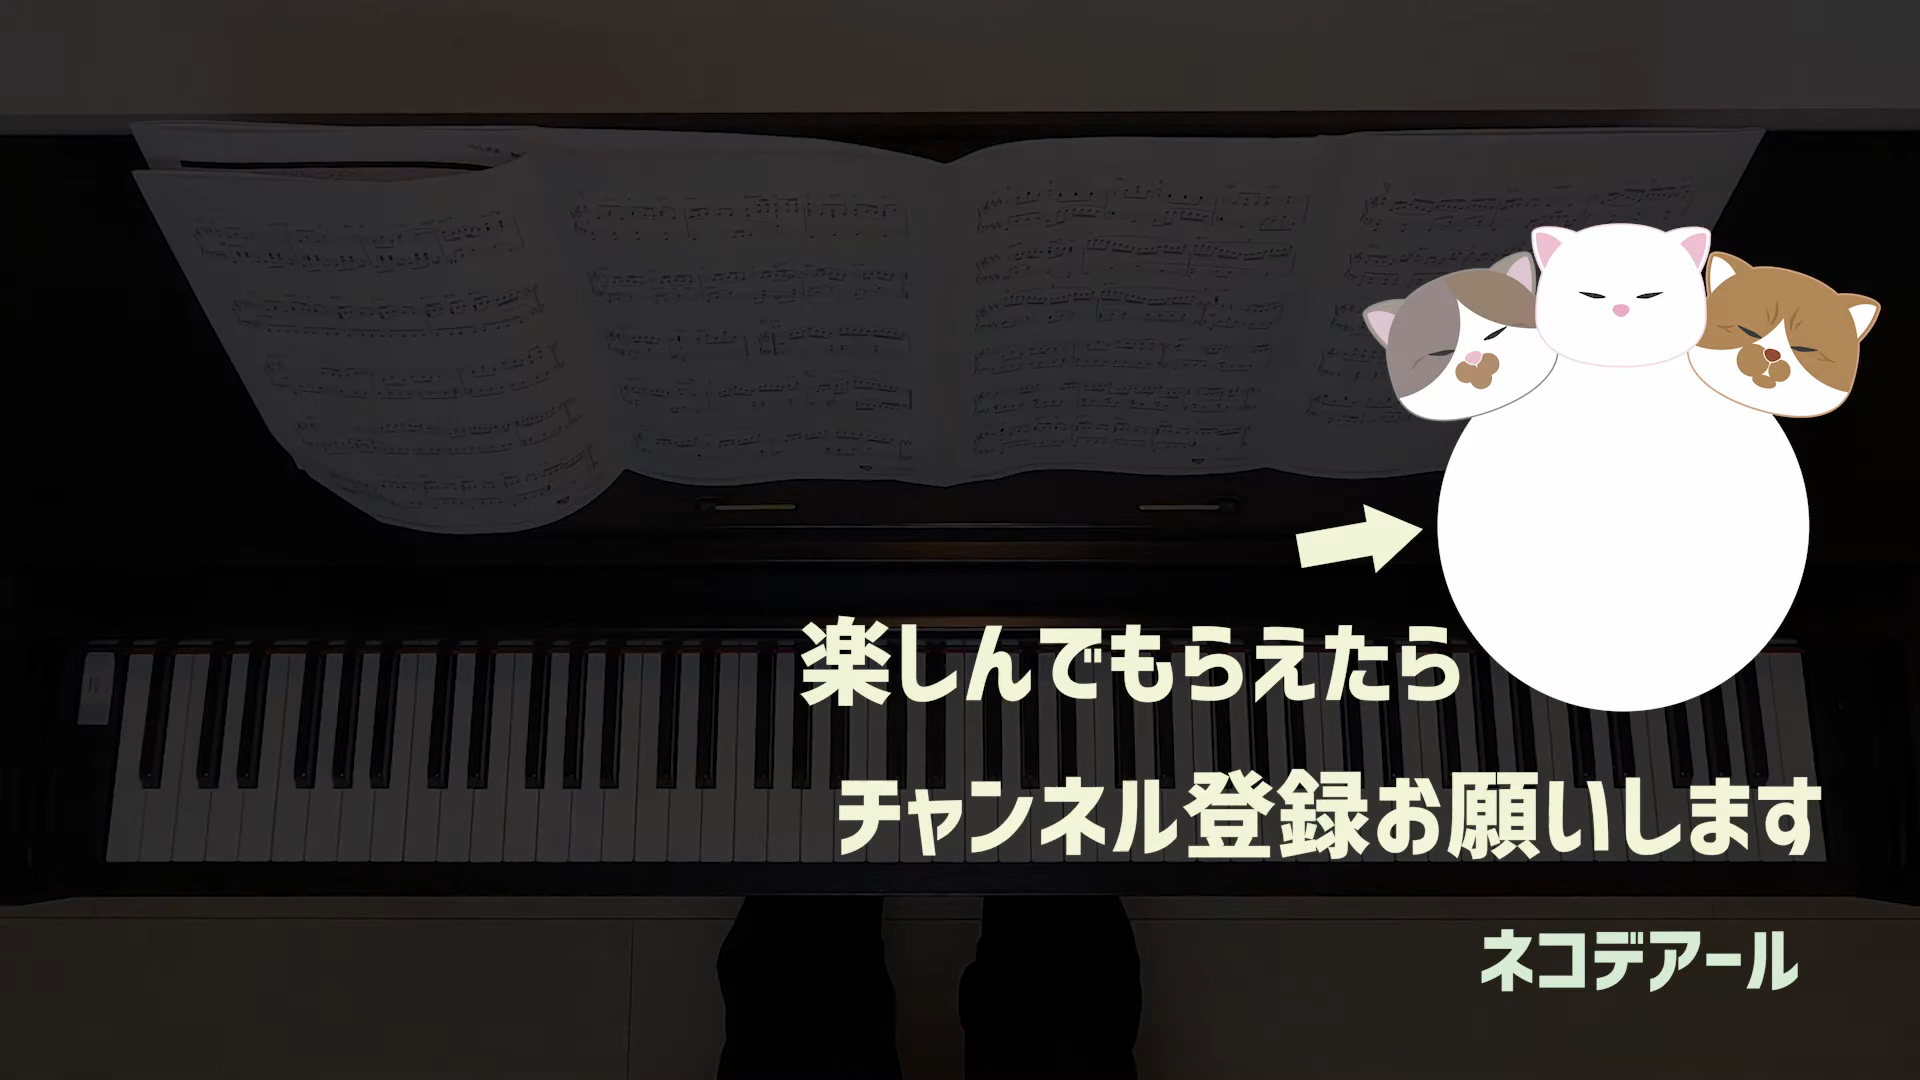 楽しんでもらえたら
チャンネル登録お願いします
ネコデアール